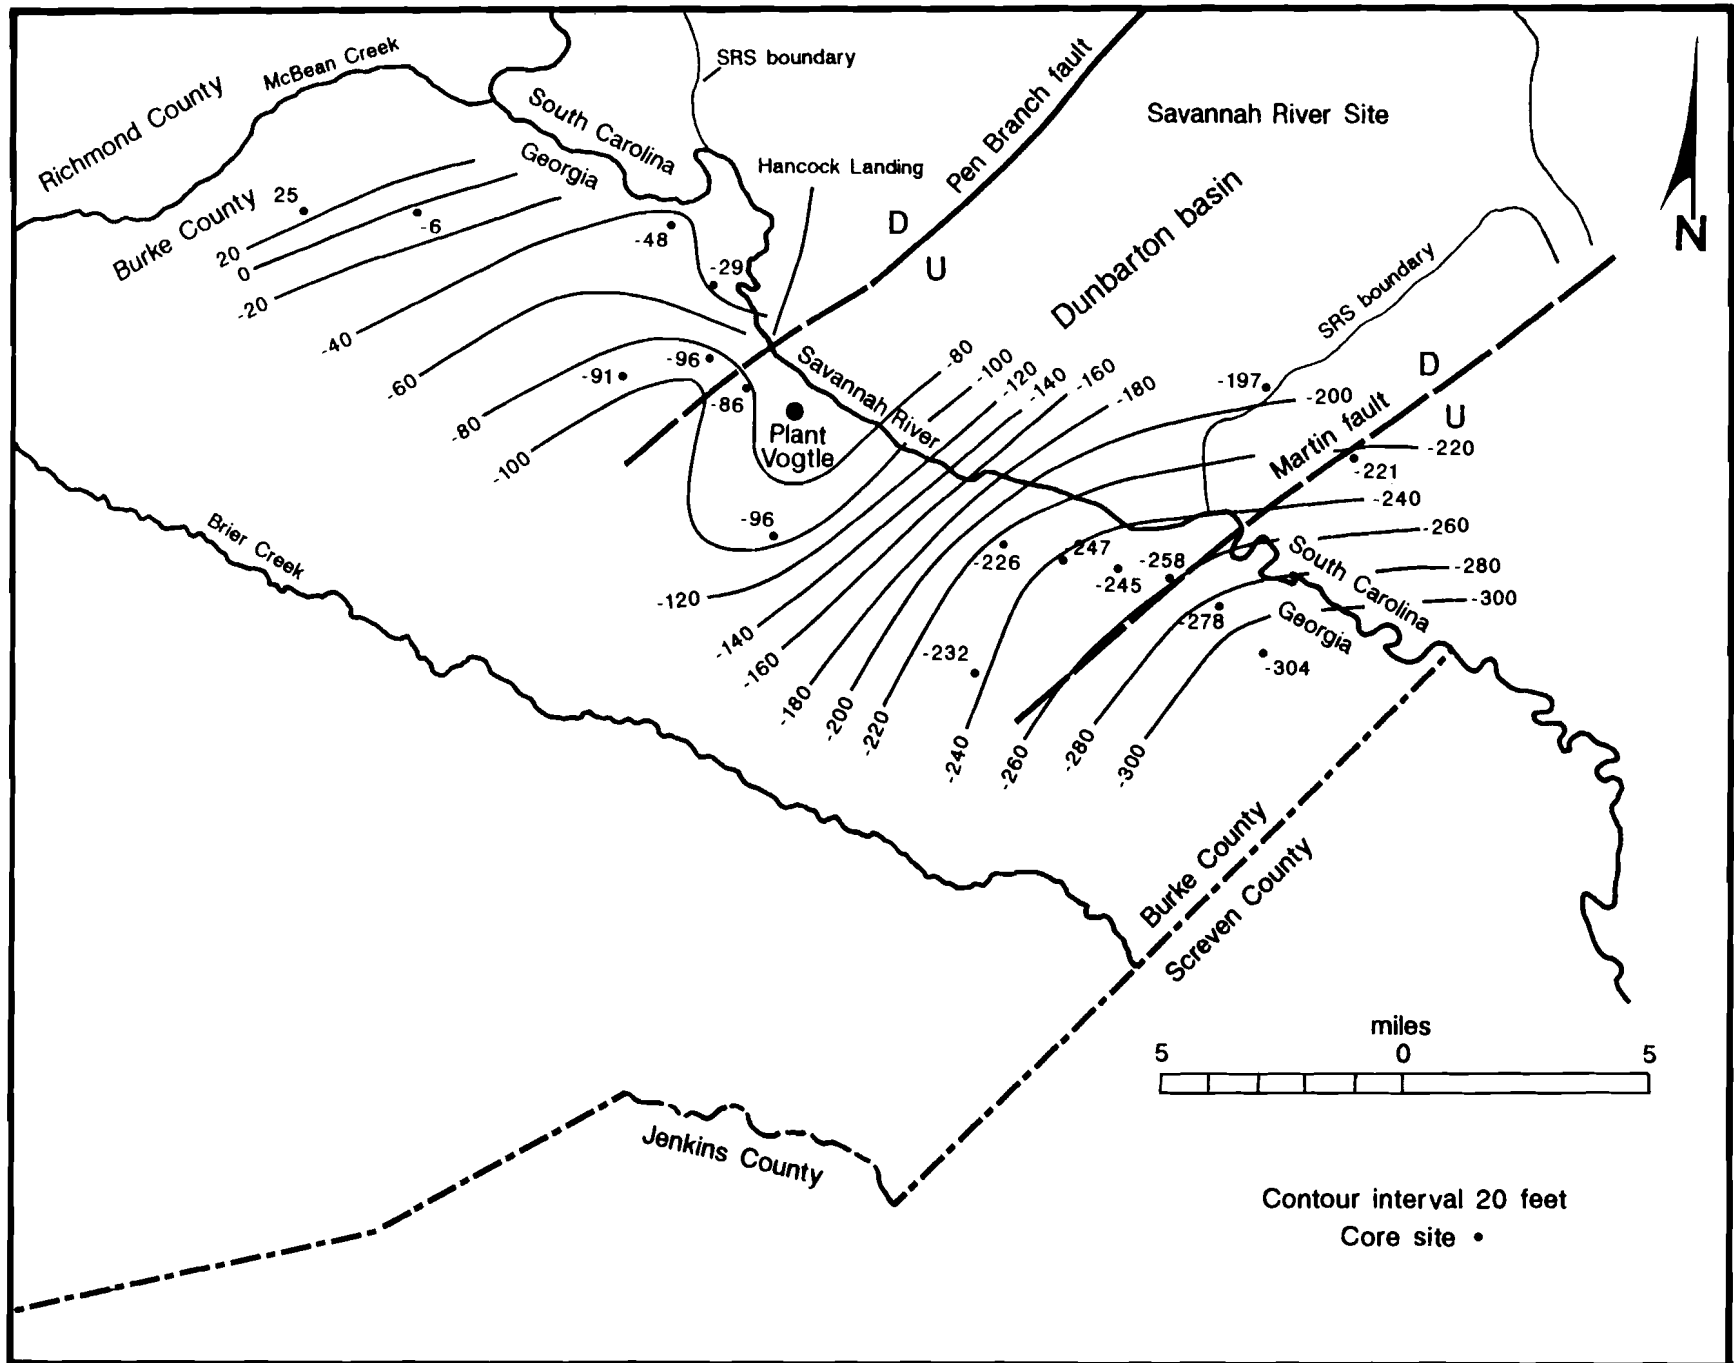 SRS boundary
McBean Creek
Richmond County
South Carolina
Georgia
Pen Branch fault
Savannah River Site
Hancock Landing
Burke County
25
-6
-48
-29
D
U
N
20
0
-20
-40
-60
-80
-100
Dunbarton basin
SRS boundary
-96
-91
-86
Plant
Vogtle
Savannah River
-80
-100
-120
-140
-160
-180
-197
-200
D
U
Martin fault
-220
-221
-240
-260
-280
-300
Brier Creek
-96
-226
-247
-245
-258
-278
-304
-232
South Carolina
Georgia
-120
-140
-160
-180
-200
-220
-240
-260
-280
-300
Burke County
Screven County
Jenkins County
miles
5 0 5
Contour interval 20 feet
Core site •